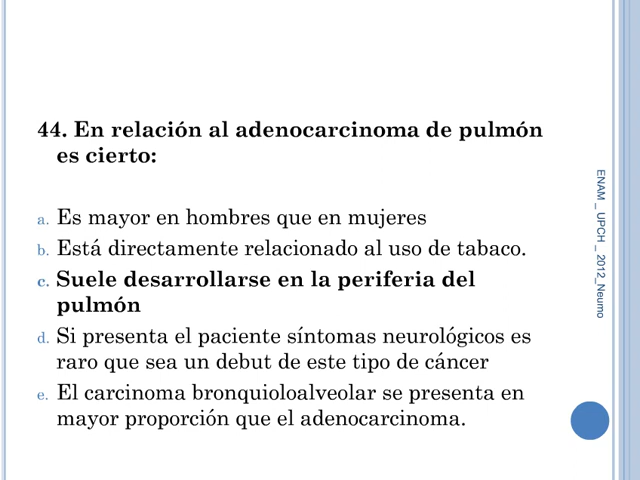 44. En relación al adenocarcinoma de pulmón
es cierto:
a. Es mayor en hombres que en mujeres
b. Está directamente relacionado al uso de tabaco.
c. Suele desarrollarse en la periferia del
pulmón
d. Si presenta el paciente síntomas neurológicos es
raro que sea un debut de este tipo de cáncer
e. El carcinoma bronquioloalveolar se presenta en
mayor proporción que el adenocarcinoma.
ENAM _ UPCH _ 2012_Neumo